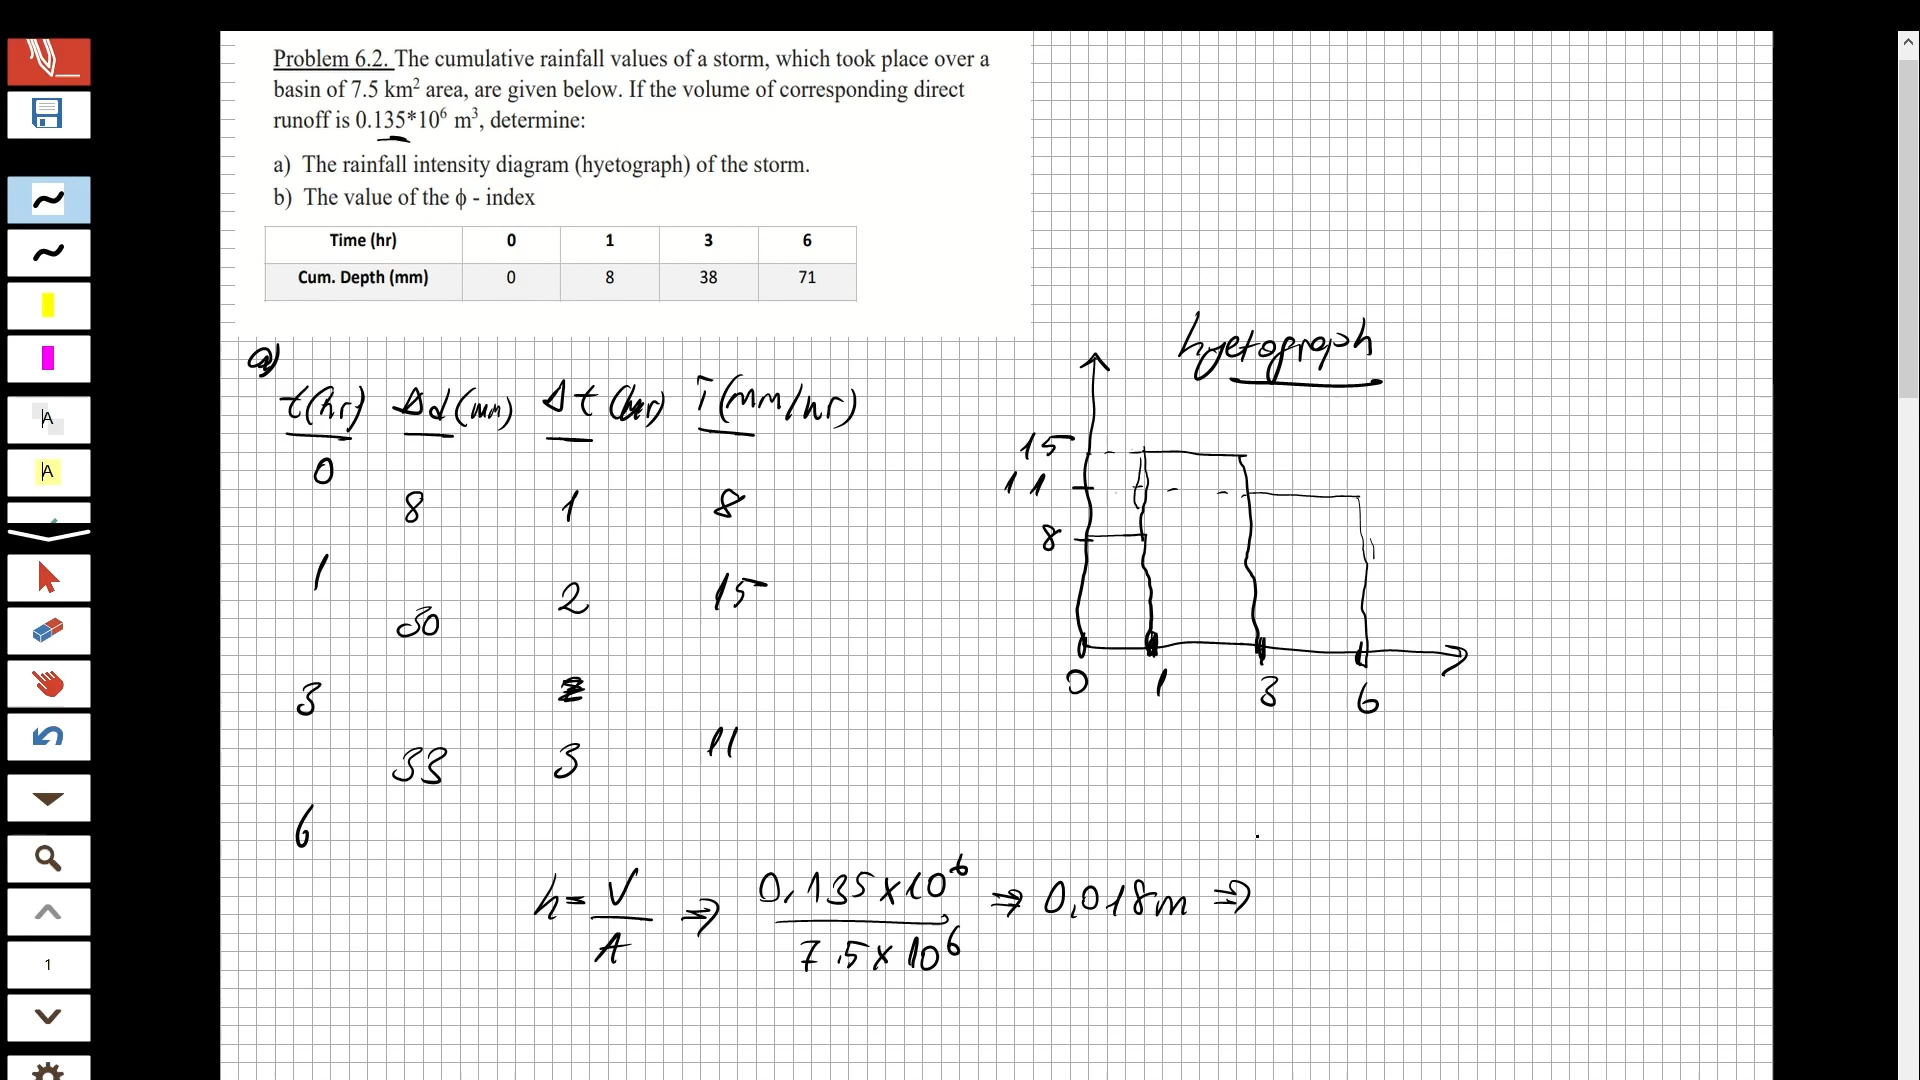 Problem 6.2. The cumulative rainfall values of a storm, which took place over a
basin of 7.5 km² area, are given below. If the volume of corresponding direct
runoff is 0.135*10⁶ m³, determine:
a) The rainfall intensity diagram (hyetograph) of the storm.
b) The value of the ϕ - index
Time (hr) 0 1 3 6
Cum. Depth (mm) 0 8 38 71
a)
t(hr) Δd(mm) Δt(hr) i(mm/hr)
0
8 1 8
1
30 2 15
3
33 3 11
6
hyetograph
15
11
8
0 1 3 6
h = V/A ⇒ 0,135×10⁶ / 7.5×10⁶ ⇒ 0,018m ⇒
A
A
1